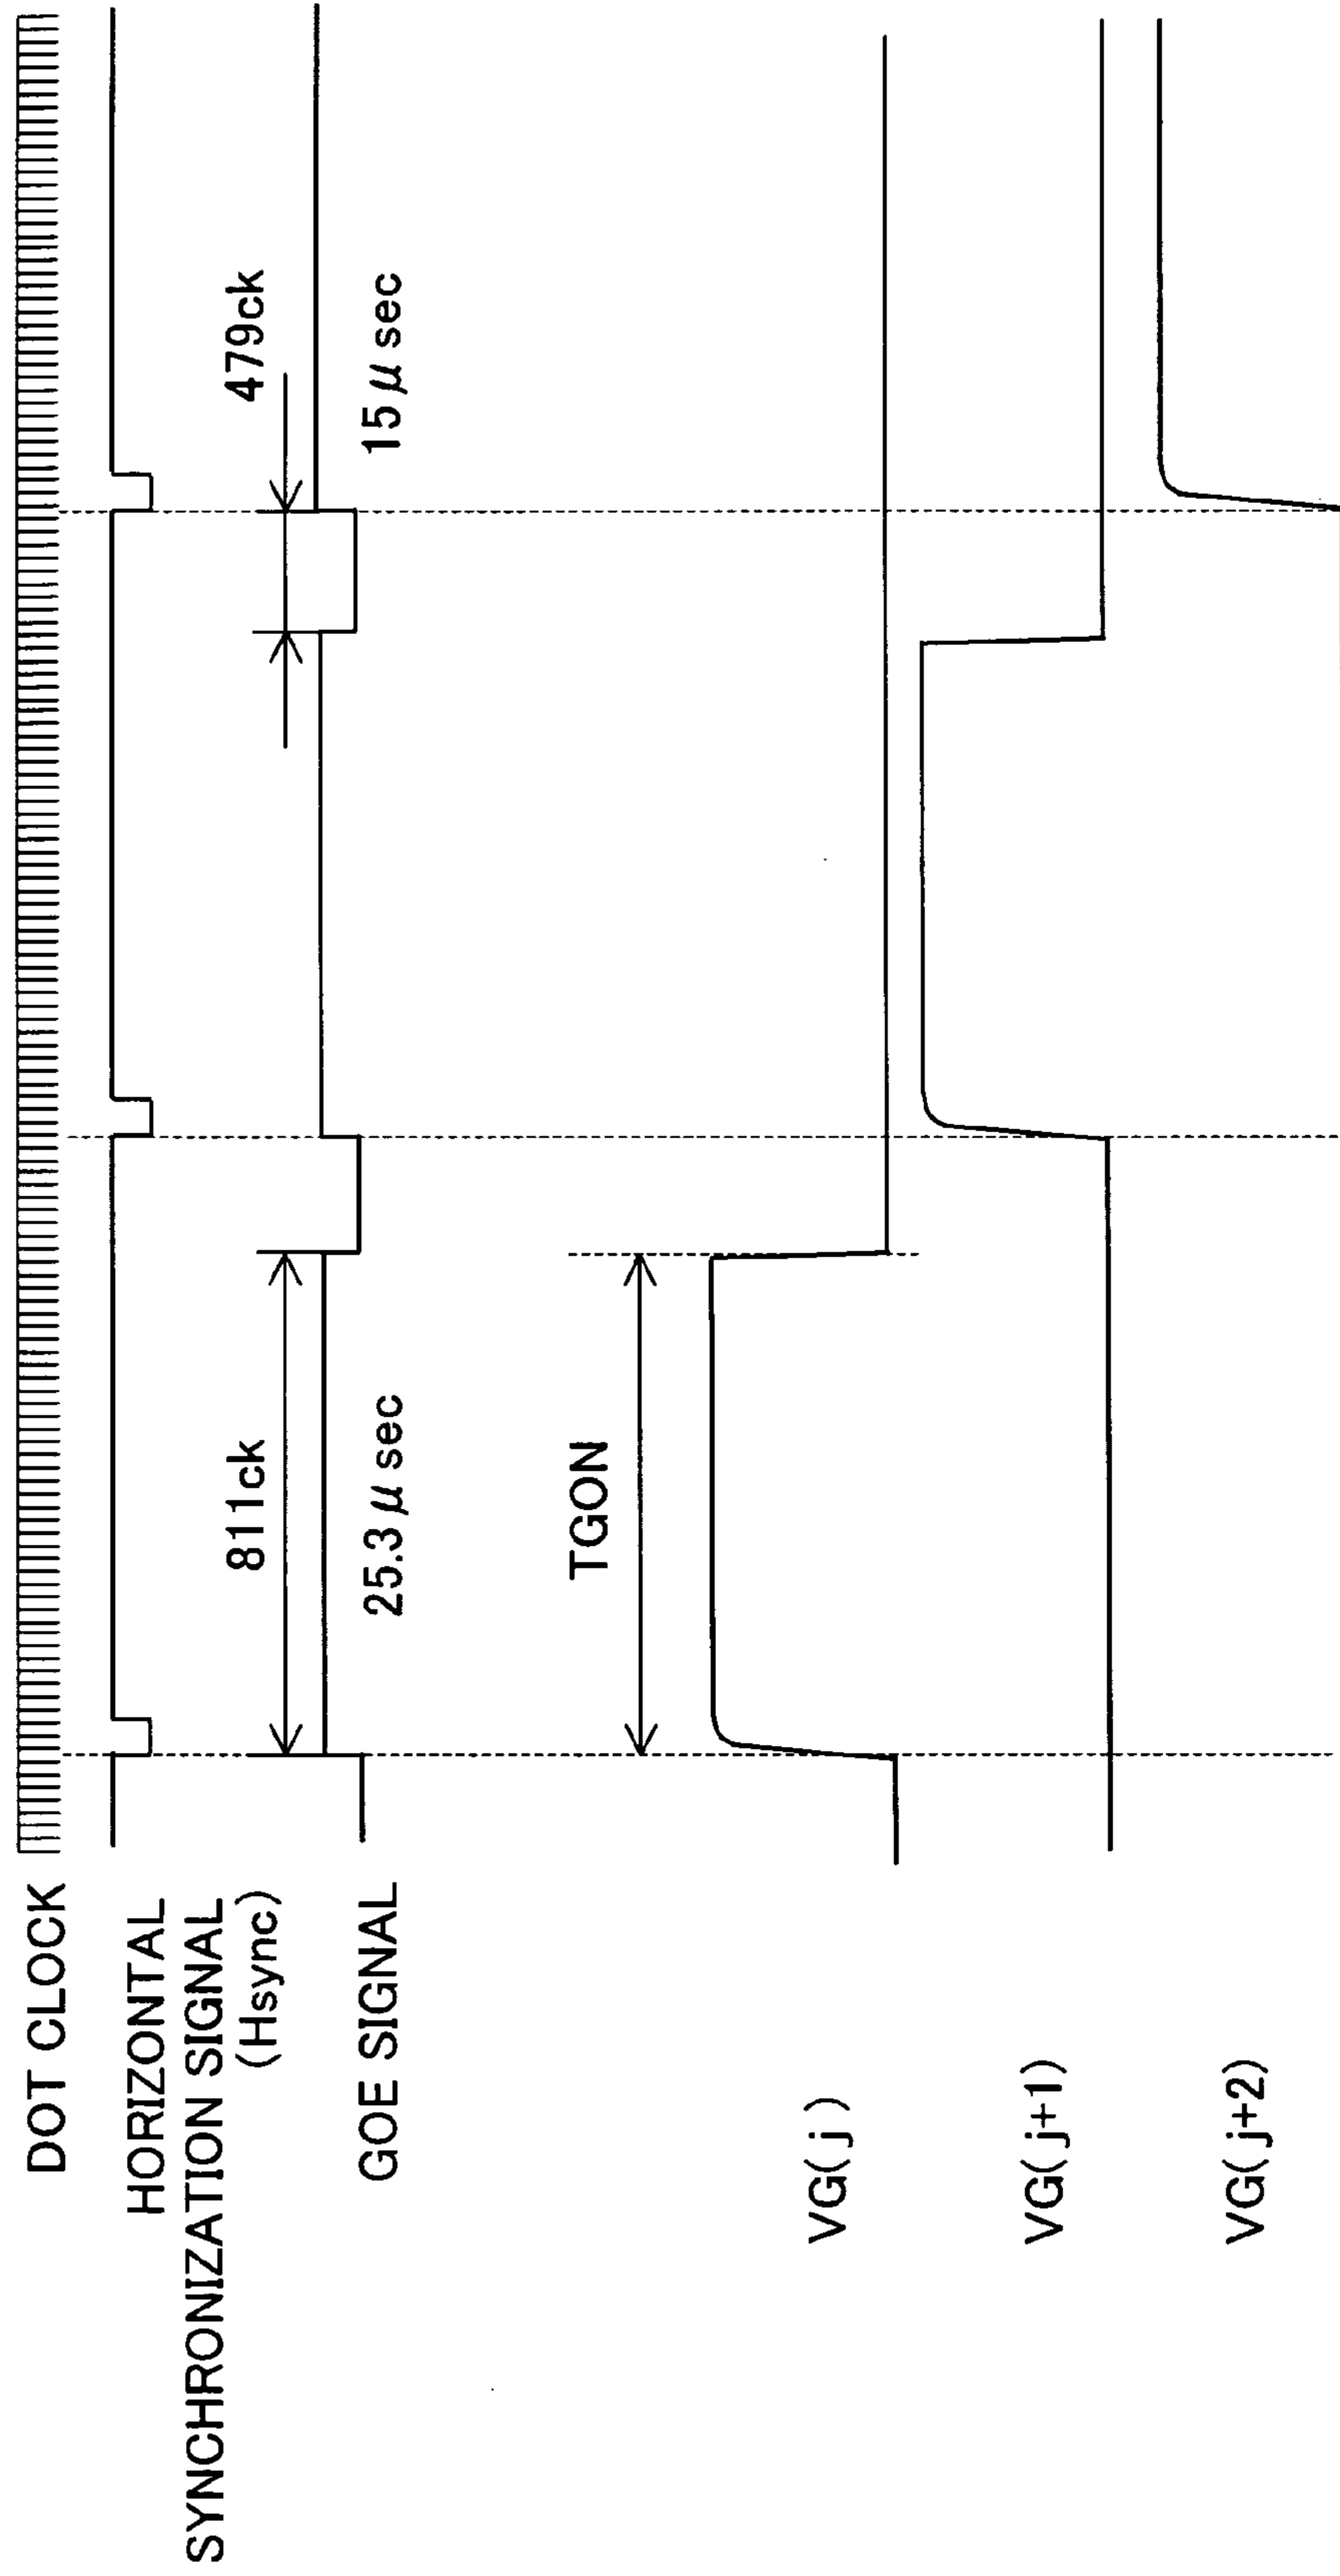 DOT CLOCK
HORIZONTAL
SYNCHRONIZATION SIGNAL
(Hsync)
811ck
479ck
GOE SIGNAL
25.3μsec
15μsec
TGON
VG(j)
VG(j+1)
VG(j+2)